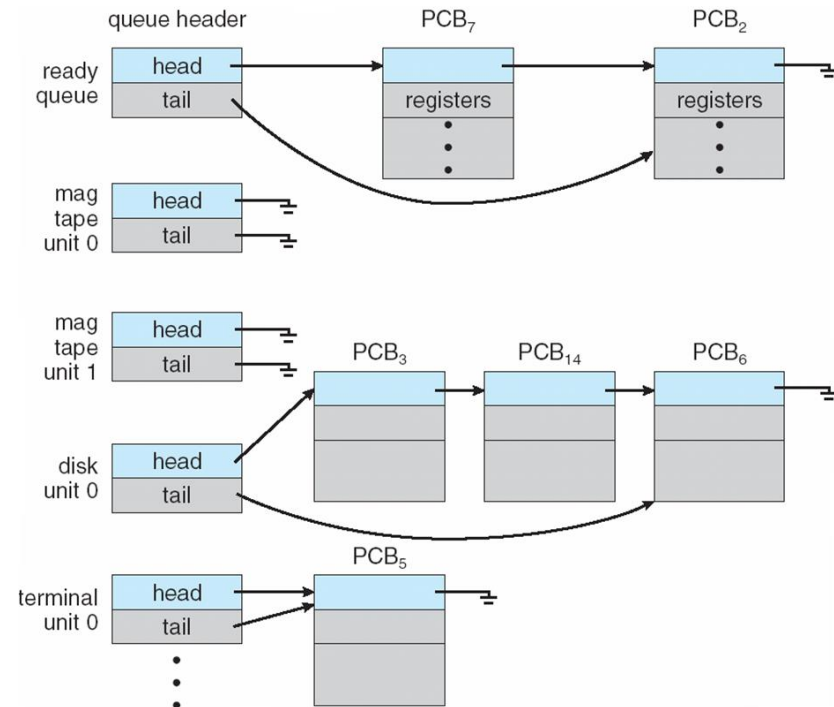 queue header
PCB₇
PCB₂
ready
queue
head
tail
registers
registers
mag
tape
unit 0
head
tail
mag
tape
unit 1
head
tail
PCB₃
PCB₁₄
PCB₆
disk
unit 0
head
tail
PCB₅
terminal
unit 0
head
tail